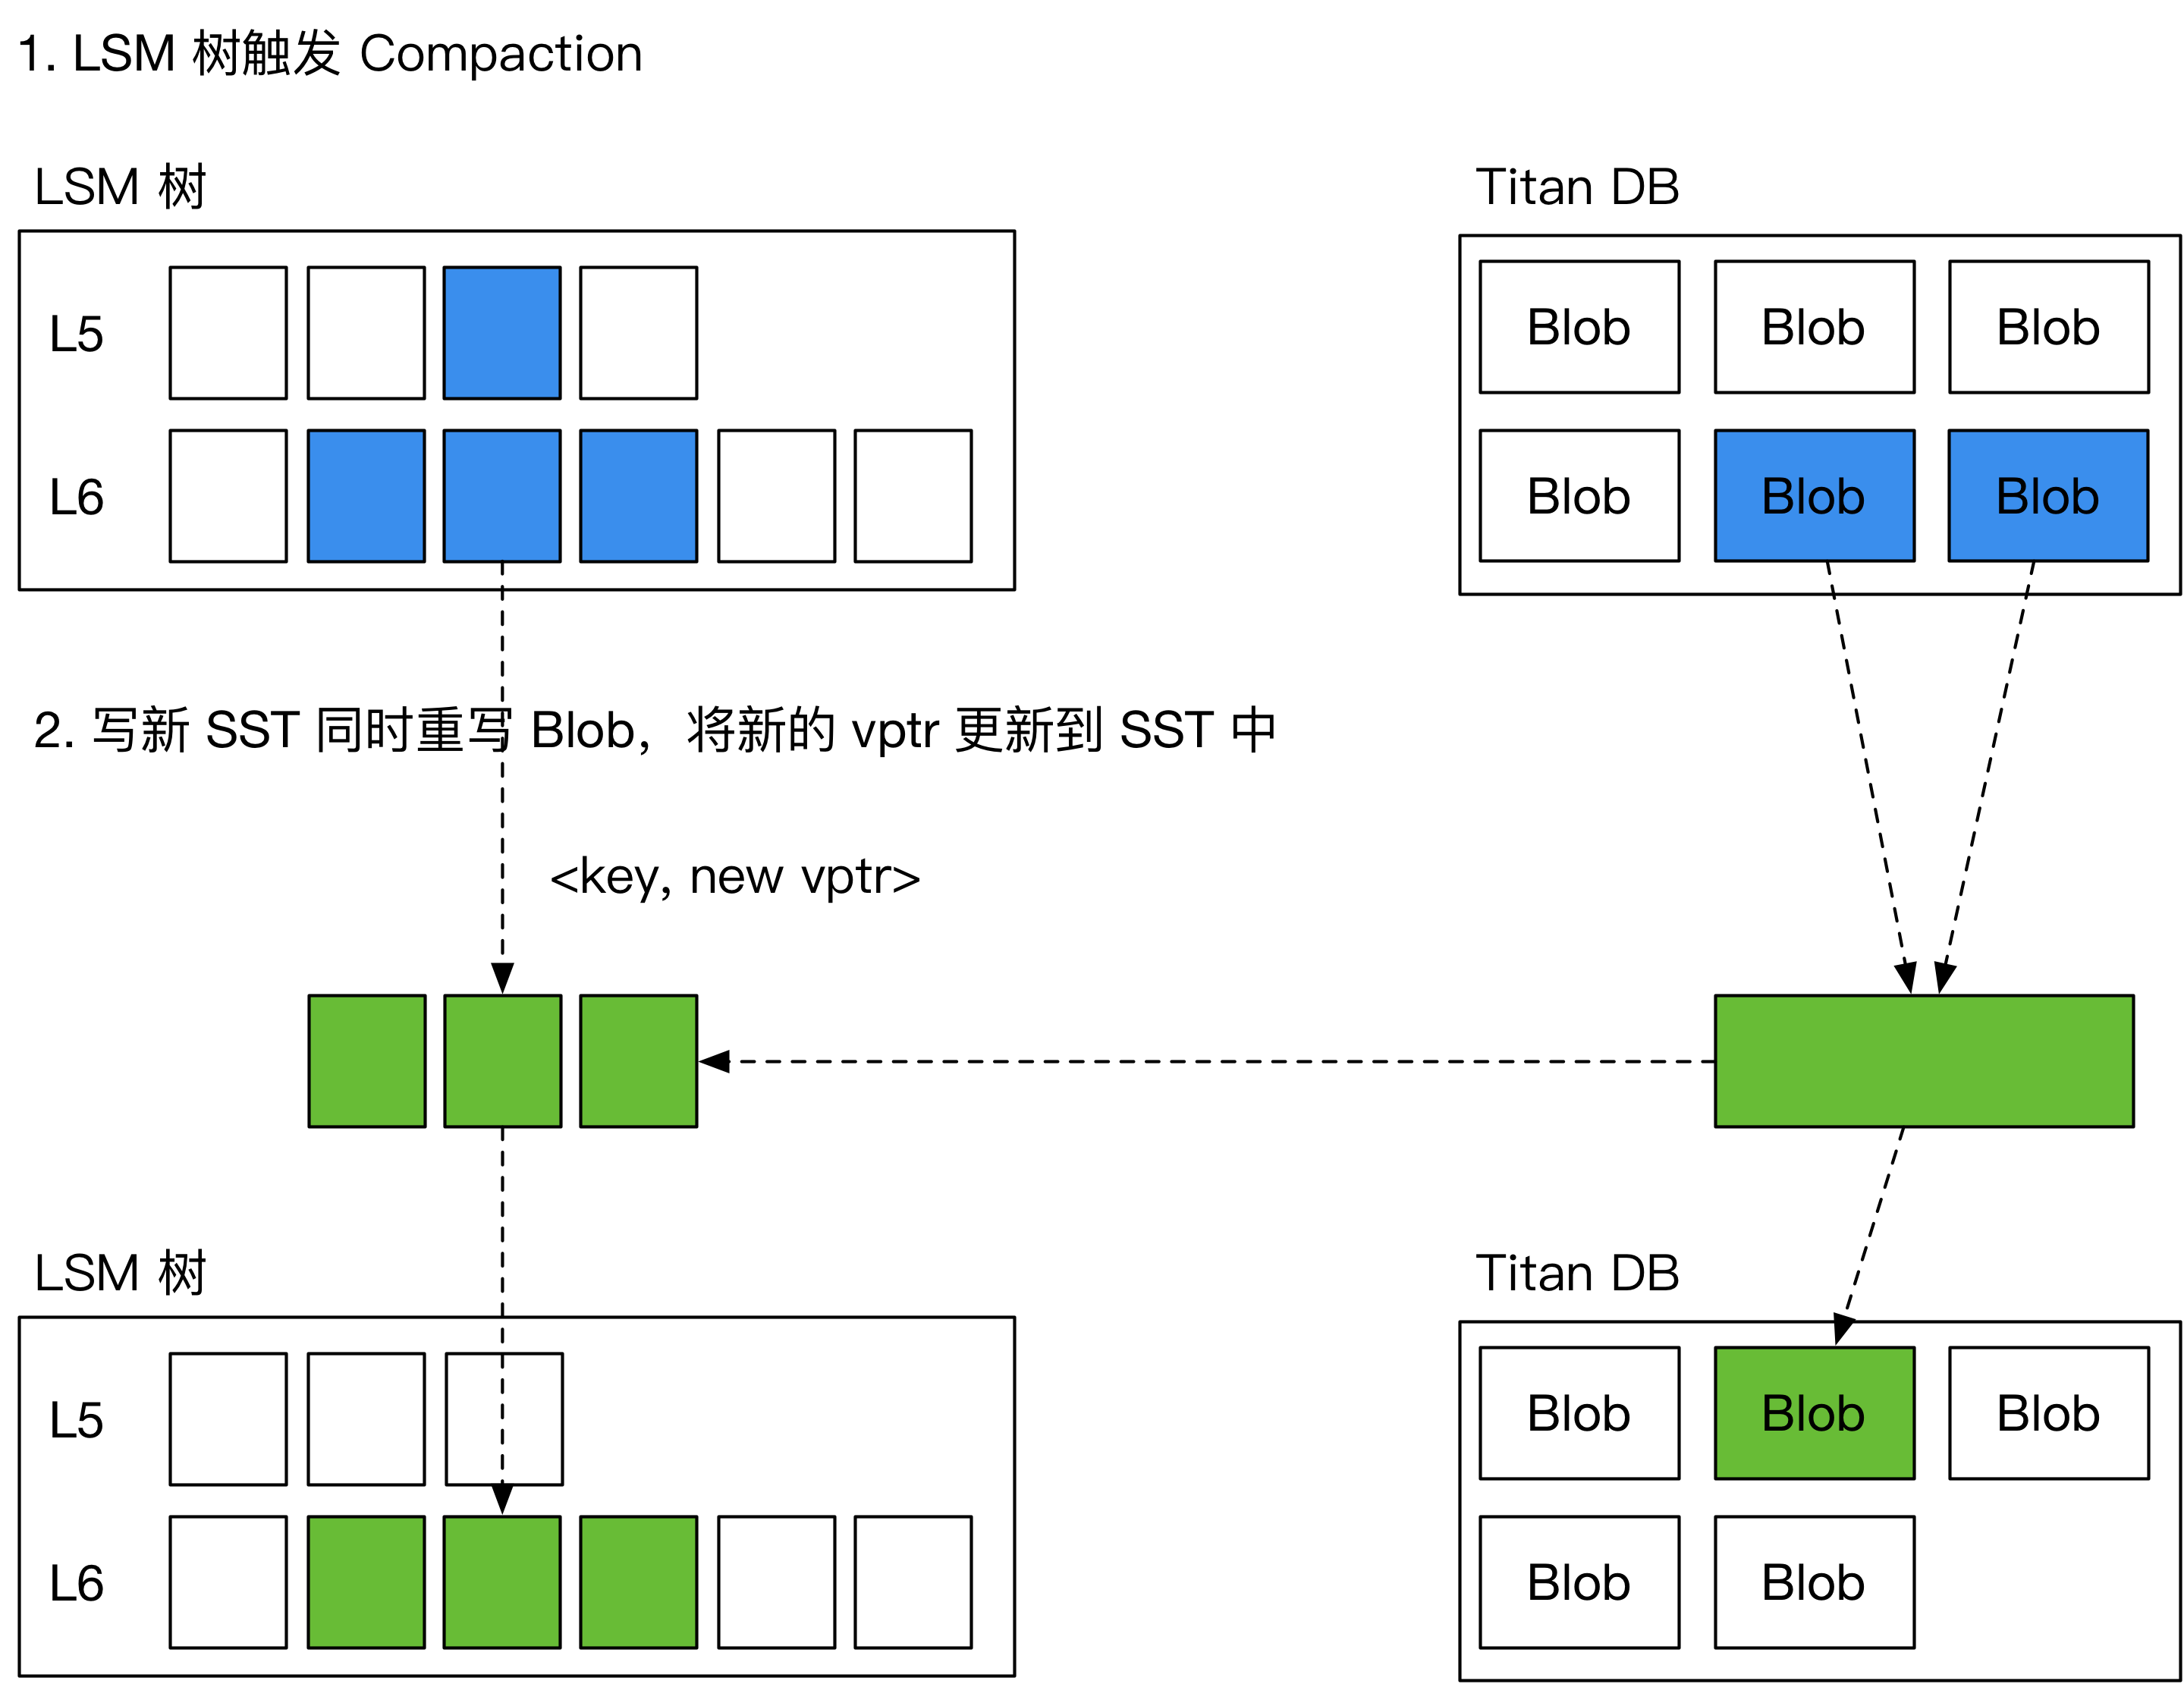 1. LSM 树触发 Compaction
LSM 树
Titan DB
L5
Blob Blob Blob
L6
Blob Blob Blob
2. 写新 SST 同时重写 Blob，将新的 vptr 更新到 SST 中
<key, new vptr>
LSM 树
Titan DB
L5
Blob Blob Blob
L6
Blob Blob